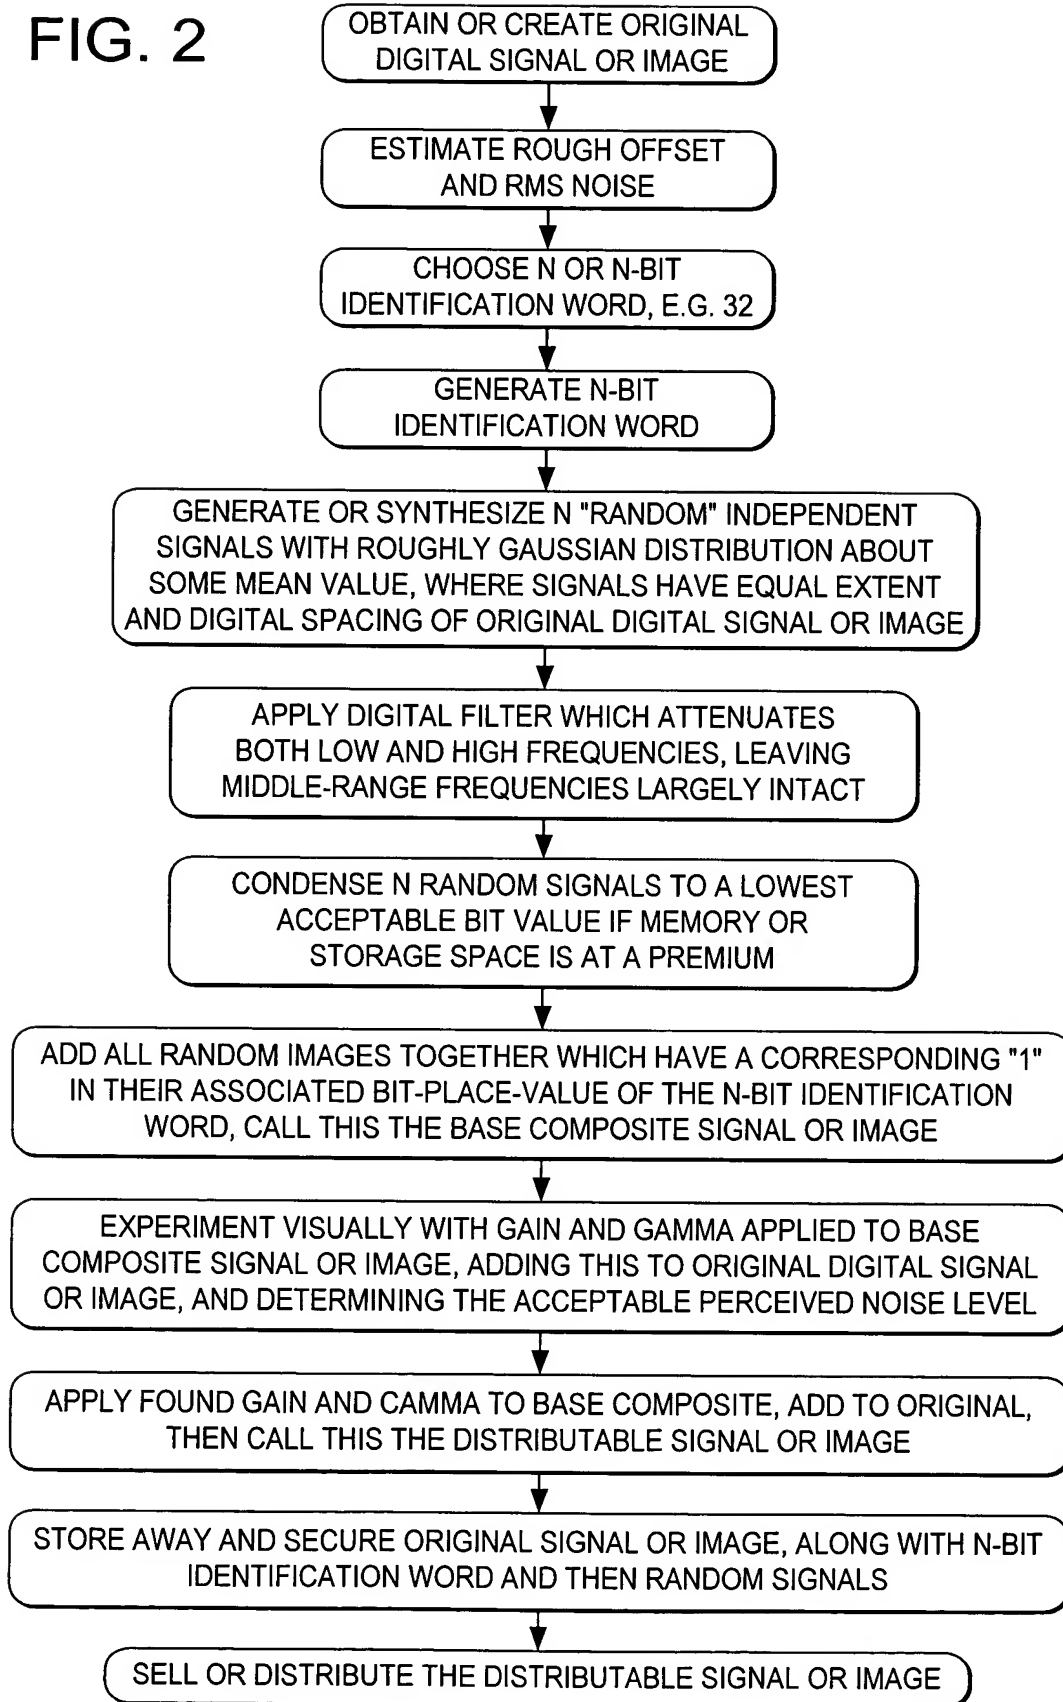 FIG. 2
OBTAIN OR CREATE ORIGINAL
DIGITAL SIGNAL OR IMAGE
ESTIMATE ROUGH OFFSET
AND RMS NOISE
CHOOSE N OR N-BIT
IDENTIFICATION WORD, E.G. 32
GENERATE N-BIT
IDENTIFICATION WORD
GENERATE OR SYNTHESIZE N "RANDOM" INDEPENDENT
SIGNALS WITH ROUGHLY GAUSSIAN DISTRIBUTION ABOUT
SOME MEAN VALUE, WHERE SIGNALS HAVE EQUAL EXTENT
AND DIGITAL SPACING OF ORIGINAL DIGITAL SIGNAL OR IMAGE
APPLY DIGITAL FILTER WHICH ATTENUATES
BOTH LOW AND HIGH FREQUENCIES, LEAVING
MIDDLE-RANGE FREQUENCIES LARGELY INTACT
CONDENSE N RANDOM SIGNALS TO A LOWEST
ACCEPTABLE BIT VALUE IF MEMORY OR
STORAGE SPACE IS AT A PREMIUM
ADD ALL RANDOM IMAGES TOGETHER WHICH HAVE A CORRESPONDING "1"
IN THEIR ASSOCIATED BIT-PLACE-VALUE OF THE N-BIT IDENTIFICATION
WORD, CALL THIS THE BASE COMPOSITE SIGNAL OR IMAGE
EXPERIMENT VISUALLY WITH GAIN AND GAMMA APPLIED TO BASE
COMPOSITE SIGNAL OR IMAGE, ADDING THIS TO ORIGINAL DIGITAL SIGNAL
OR IMAGE, AND DETERMINING THE ACCEPTABLE PERCEIVED NOISE LEVEL
APPLY FOUND GAIN AND CAMMA TO BASE COMPOSITE, ADD TO ORIGINAL,
THEN CALL THIS THE DISTRIBUTABLE SIGNAL OR IMAGE
STORE AWAY AND SECURE ORIGINAL SIGNAL OR IMAGE, ALONG WITH N-BIT
IDENTIFICATION WORD AND THEN RANDOM SIGNALS
SELL OR DISTRIBUTE THE DISTRIBUTABLE SIGNAL OR IMAGE